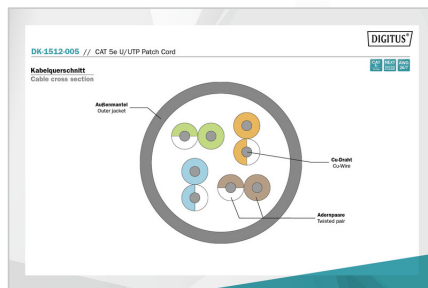 DIGITUS®
DK-1512-005 // CAT 5e U/UTP Patch Cord
Kabelquerschnitt
Cable cross section
Außenmantel
Outer jacket
Cu-Draht
Cu-Wire
Adernpaare
Twisted pair